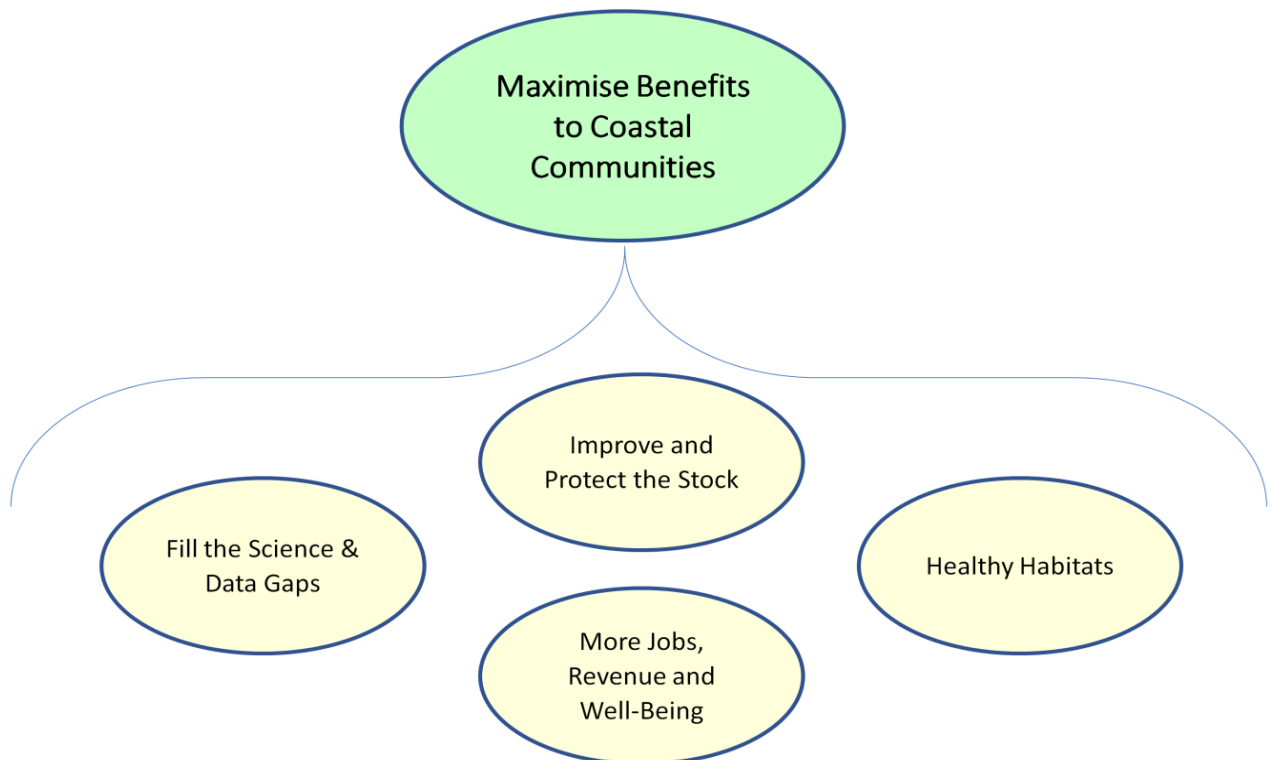 Maximise Benefits
to Coastal
Communities
Improve and
Protect the Stock
Fill the Science &
Data Gaps
Healthy Habitats
More Jobs,
Revenue and
Well-Being